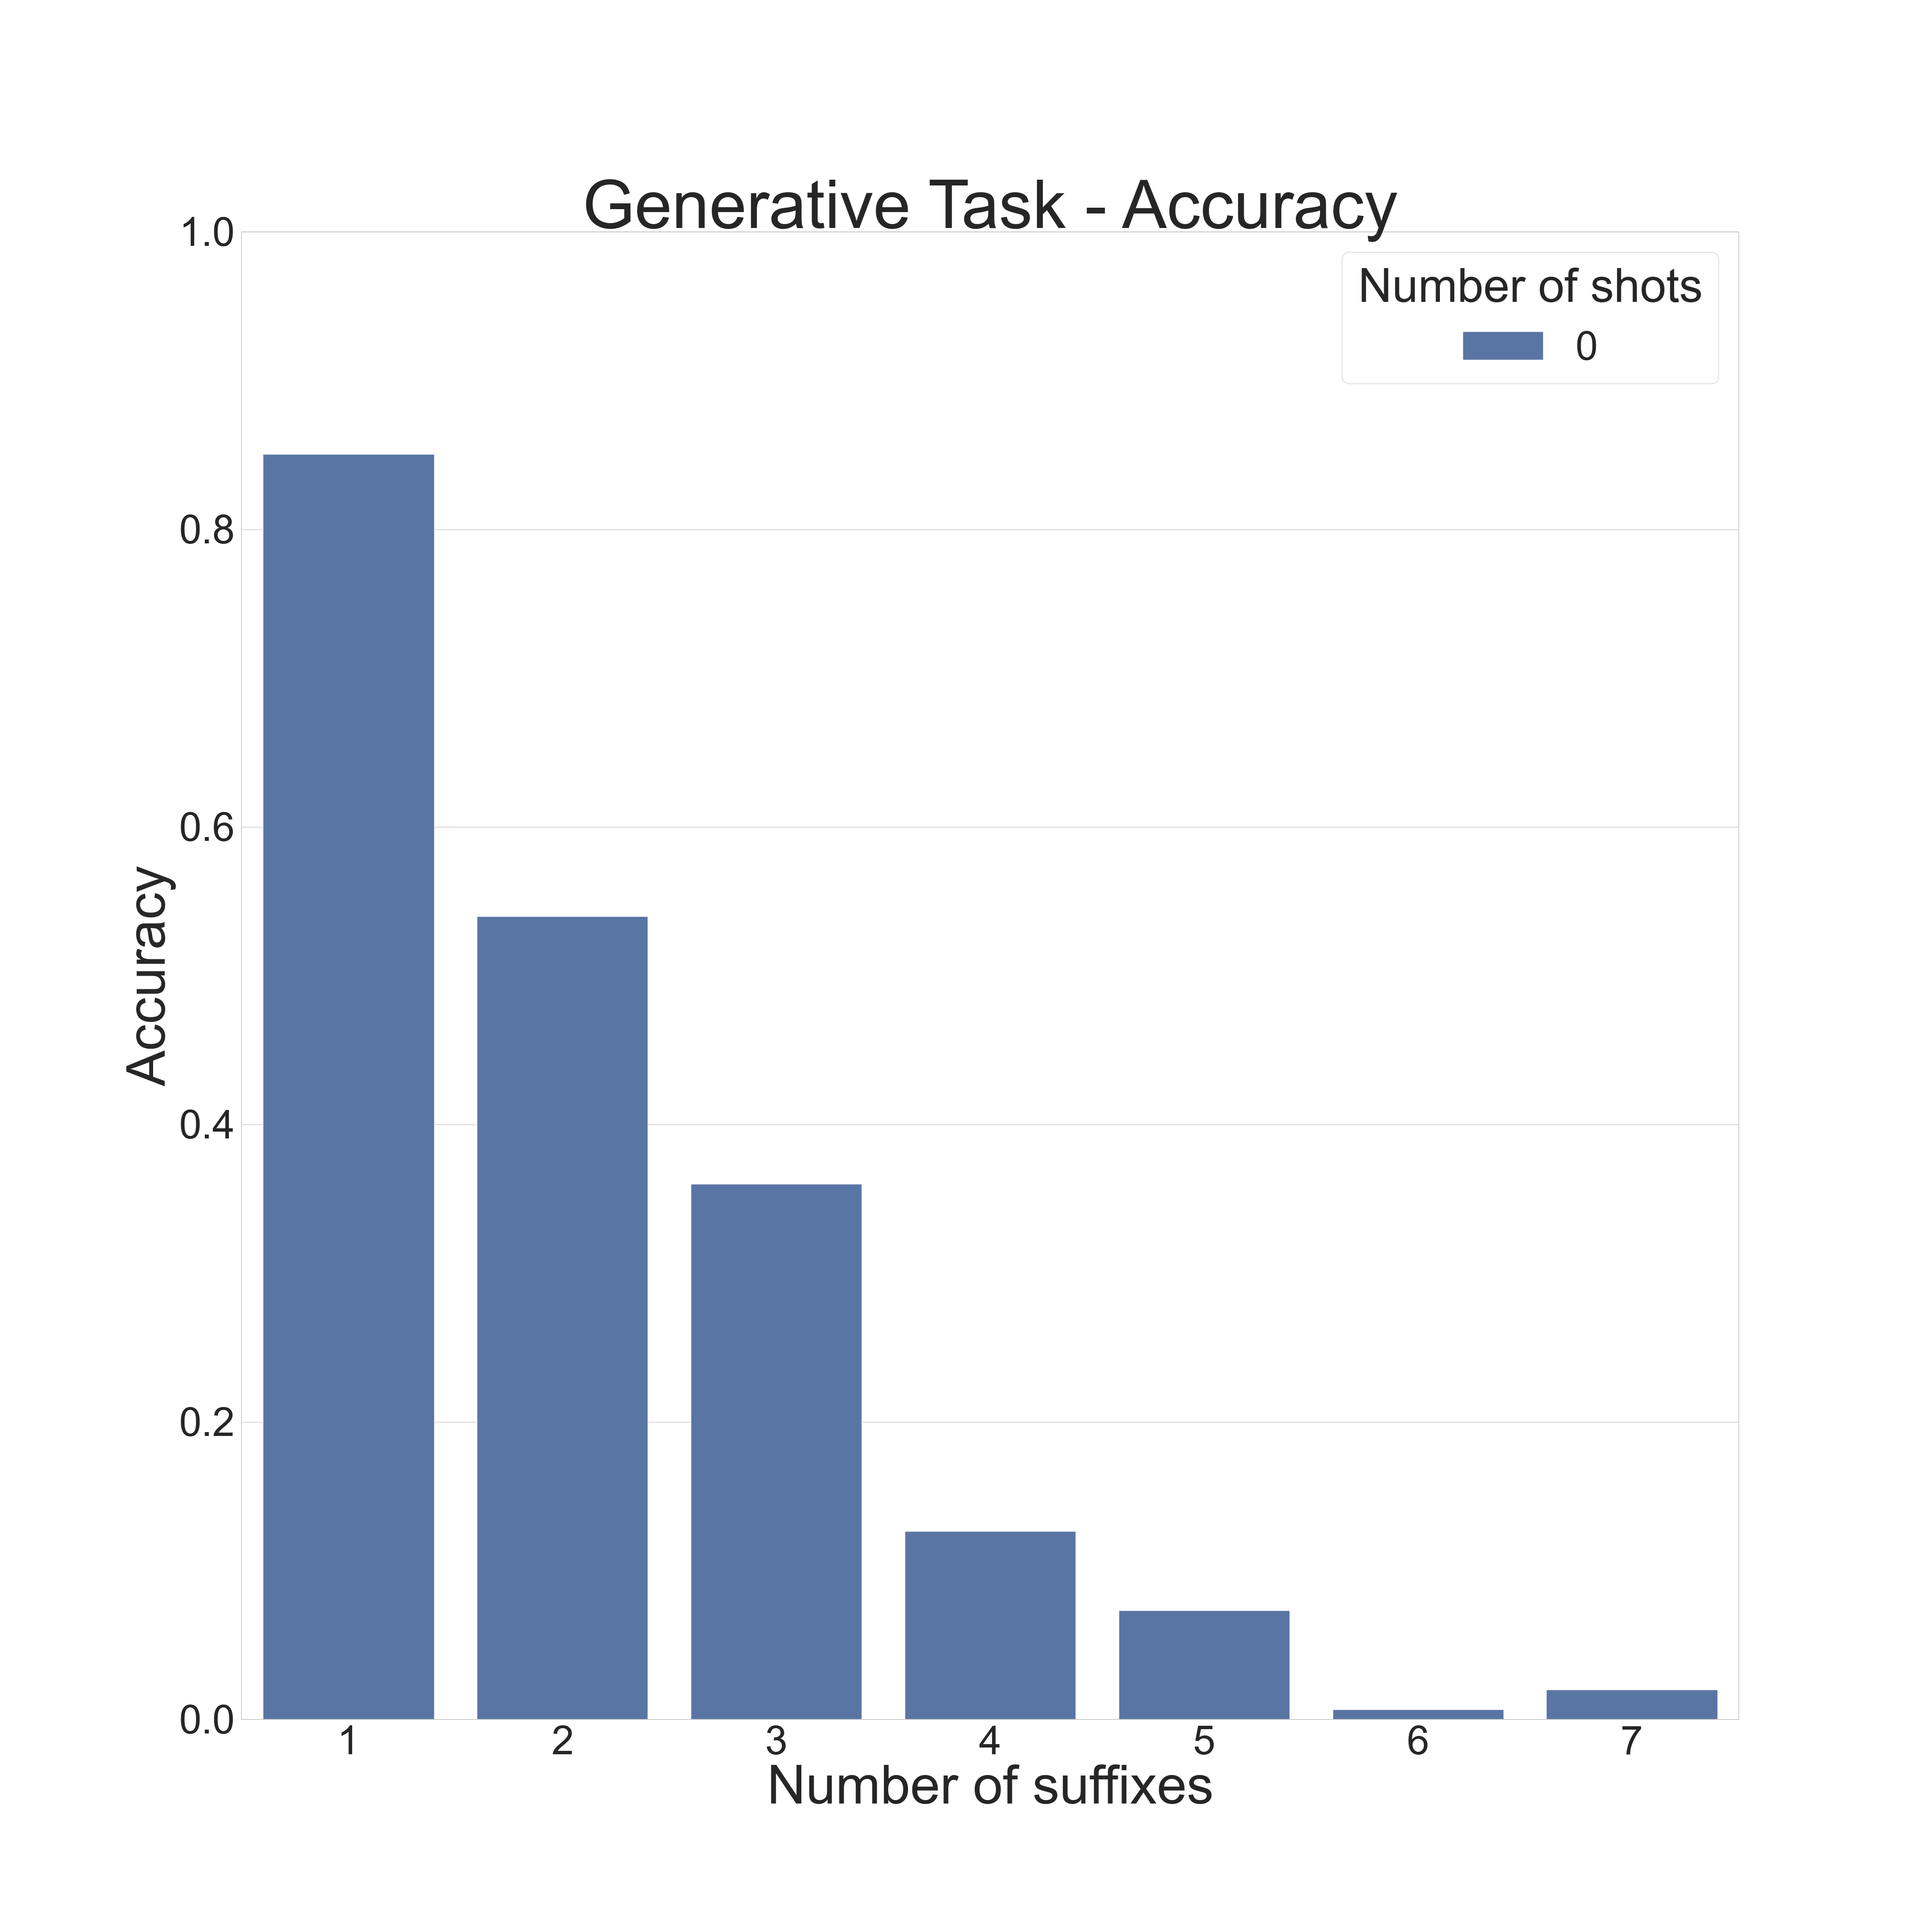 Generative Task - Accuracy
1.0
Number of shots
0
0.8
0.6
Accuracy
0.4
0.2
0.0
1 2 3 4 5 6 7
Number of suffixes